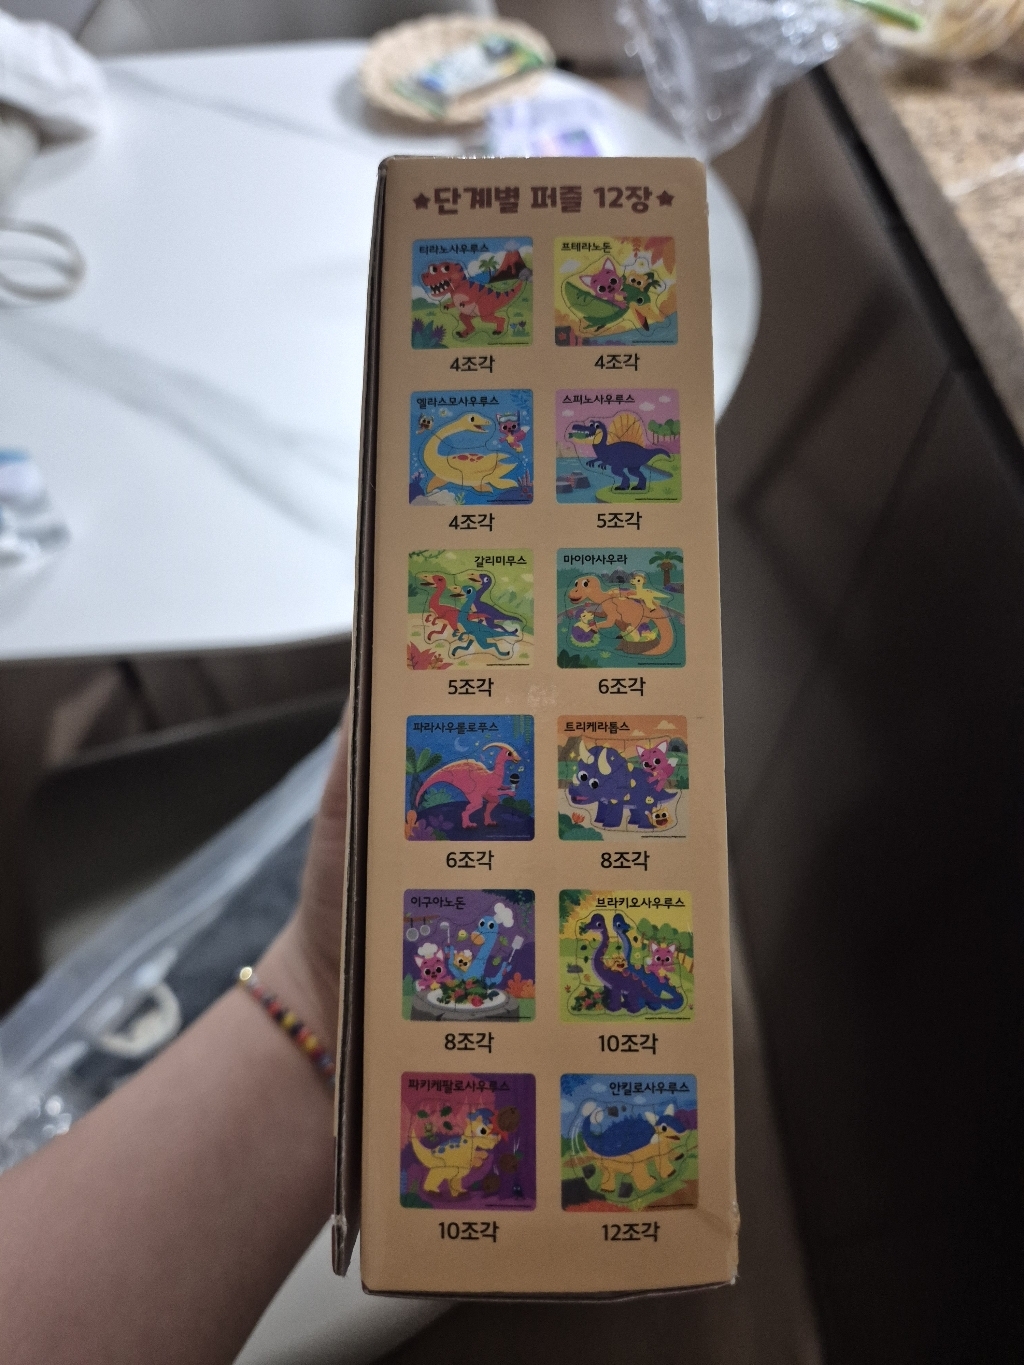 ★단계별 퍼즐 12장★
티라노사우루스
프테라노돈
4조각
4조각
엘라스모사우루스
스피노사우루스
4조각
5조각
갈리미무스
마이아사우라
5조각
6조각
파라사우롤로푸스
트리케라톱스
6조각
8조각
이구아노돈
브라키오사우루스
8조각
10조각
파키케팔로사우루스
안킬로사우루스
10조각
12조각